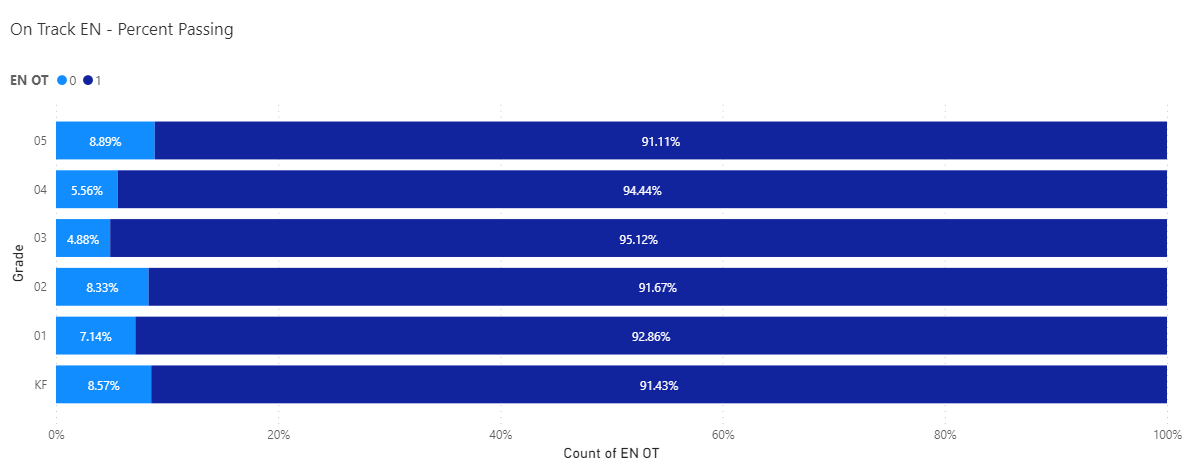 On Track EN - Percent Passing
EN OT 0 1
05 8.89% 91.11%
04 5.56% 94.44%
03 4.88% 95.12%
02 8.33% 91.67%
01 7.14% 92.86%
KF 8.57% 91.43%
Grade
0% 20% 40% 60% 80% 100%
Count of EN OT